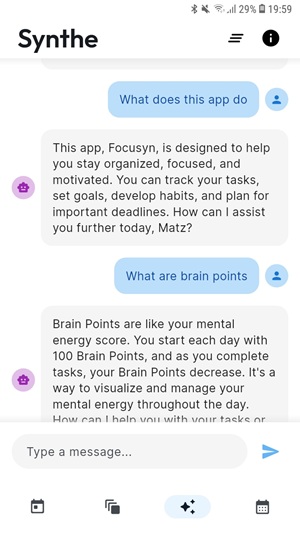 29% 19:59
Synthe
What does this app do
This app, Focusyn, is designed to help
you stay organized, focused, and
motivated. You can track your tasks,
set goals, develop habits, and plan for
important deadlines. How can I assist
you further today, Matz?
What are brain points
Brain Points are like your mental
energy score. You start each day with
100 Brain Points, and as you complete
tasks, your Brain Points decrease. It's a
way to visualize and manage your
mental energy throughout the day.
How can I help you with your tasks or
Type a message...